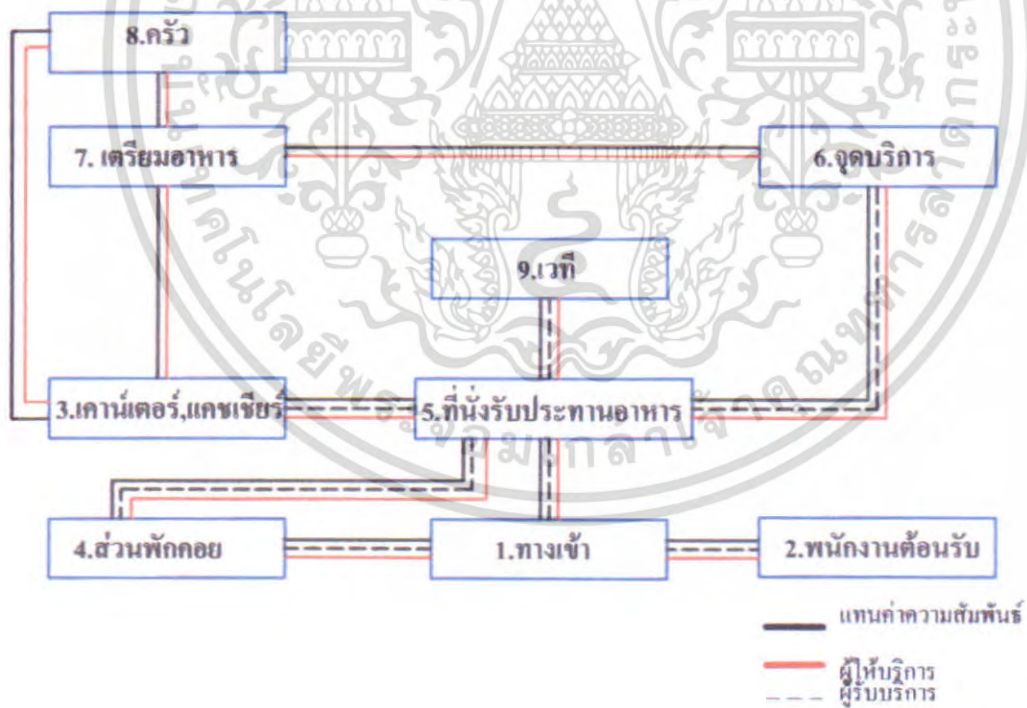 8.ครัว
7. เตรียมอาหาร
6.จุดบริการ
9.เวที
3.เคาน์เตอร์,แคชเชียร์
5.ที่นั่งรับประทานอาหาร
4.ส่วนพักคอย
1.ทางเข้า
2.พนักงานต้อนรับ
แทนค่าความสัมพันธ์
ผู้ให้บริการ
ผู้รับบริการ